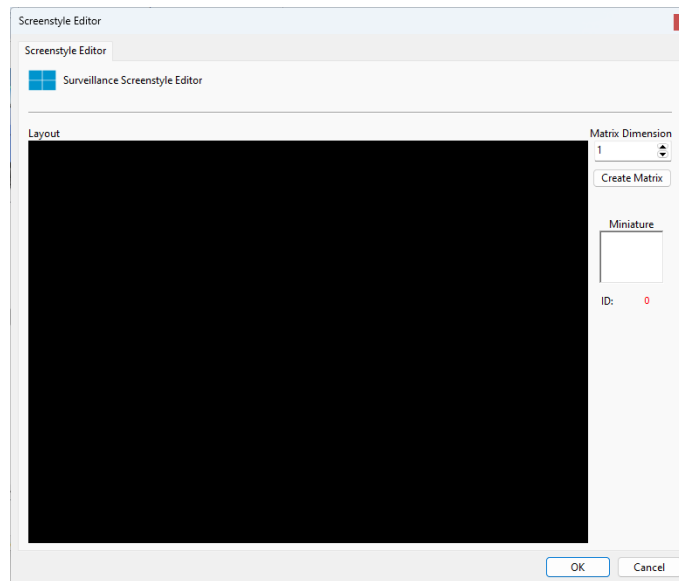 Screenstyle Editor
Screenstyle Editor
Surveillance Screenstyle Editor
Layout
Matrix Dimension
1
Create Matrix
Miniature
ID: 0
OK Cancel